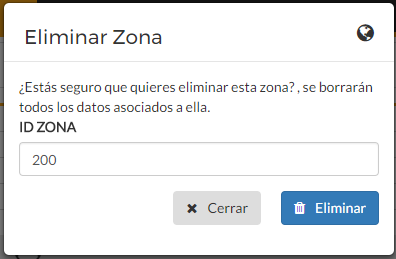 Eliminar Zona
¿Estás seguro que quieres eliminar esta zona? , se borrarán
todos los datos asociados a ella.
ID ZONA
200
Cerrar
Eliminar